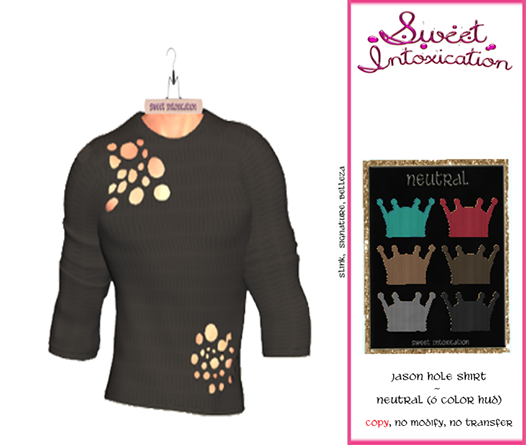 Sweet Intoxication
Sweet
Intoxication
Slink, Signature, Belleza
Neutral
Sweet Intoxication
Jason Hole Shirt
~
Neutral (6 Color HUD)
copy, no modify, no transfer